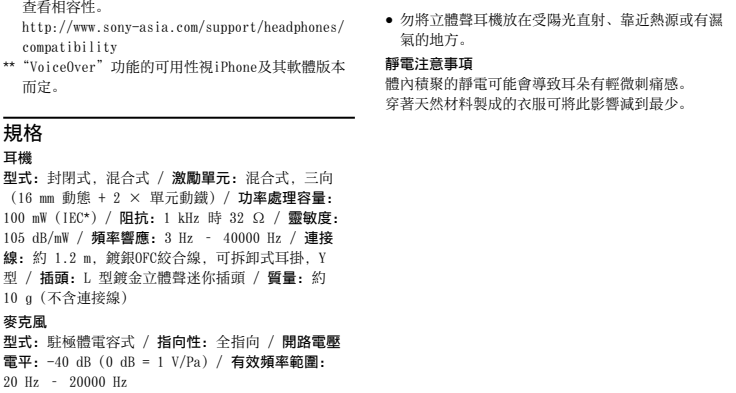 查看相容性。
http://www.sony-asia.com/support/headphones/
compatibility
** “VoiceOver”功能的可用性視iPhone及其軟體版本
而定。
規格
耳機
型式：封閉式，混合式 / 激勵單元：混合式，三向
（16 mm 動態 + 2 × 單元動鐵）/ 功率處理容量：
100 mW（IEC*）/ 阻抗：1 kHz 時 32 Ω / 靈敏度：
105 dB/mW / 頻率響應：3 Hz – 40000 Hz / 連接
線：約 1.2 m，鍍銀OFC絞合線，可拆卸式耳掛，Y
型 / 插頭：L 型鍍金立體聲迷你插頭 / 質量：約
10 g（不含連接線）
麥克風
型式：駐極體電容式 / 指向性：全指向 / 開路電壓
電平：–40 dB（0 dB = 1 V/Pa）/ 有效頻率範圍：
20 Hz – 20000 Hz
● 勿將立體聲耳機放在受陽光直射、靠近熱源或有濕
氣的地方。
靜電注意事項
體內積聚的靜電可能會導致耳朵有輕微刺痛感。
穿著天然材料製成的衣服可將此影響減到最少。